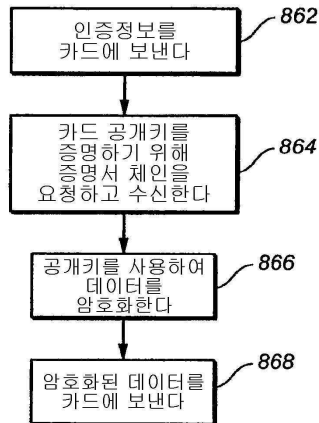 인증정보를
카드에 보낸다
862
카드 공개키를
증명하기 위해
증명서 체인을
요청하고 수신한다
864
공개키를 사용하여
데이터를
암호화한다
866
암호화된 데이터를
카드에 보낸다
868